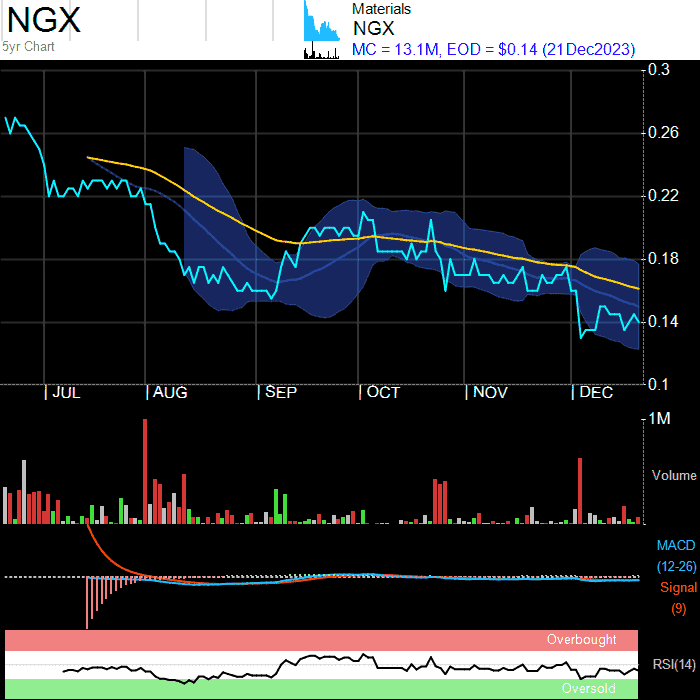 NGX
5yr Chart
Materials
NGX
MC = 13.1M, EOD = $0.14 (21Dec2023)
0.3
0.26
0.22
0.18
0.14
0.1
JUL AUG SEP OCT NOV DEC
1M
Volume
MACD
(12-26)
Signal
(9)
Overbought
RSI(14)
Oversold